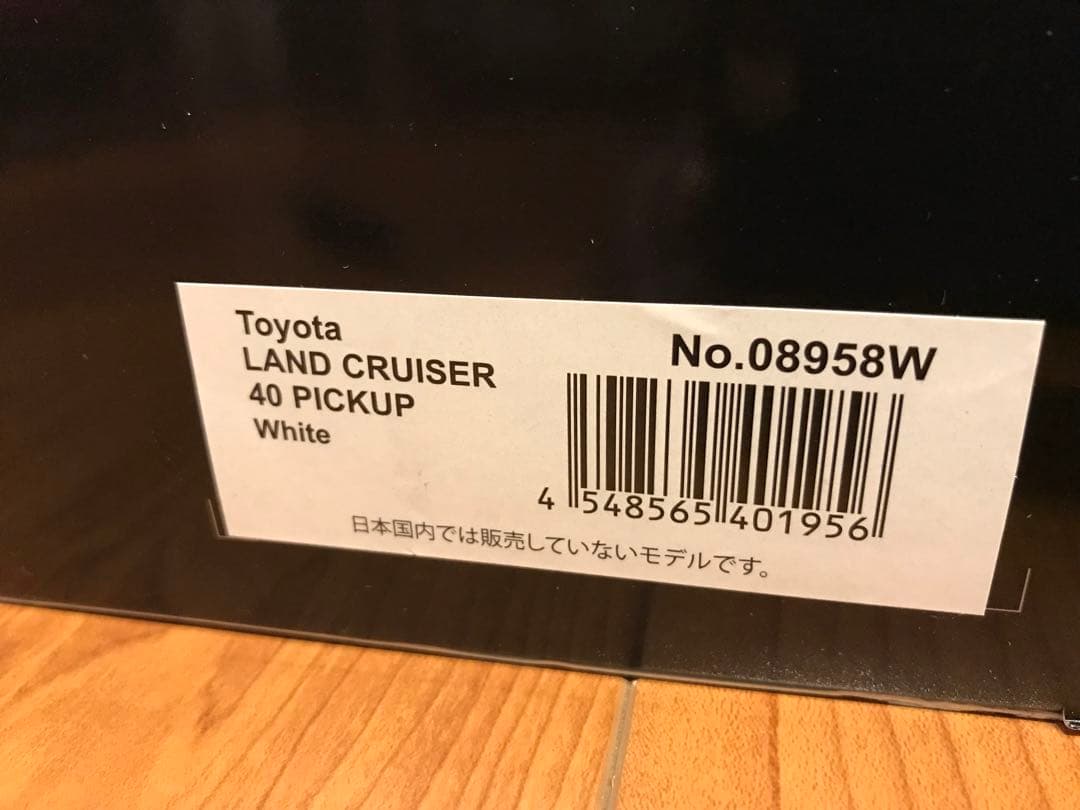 Toyota
LAND CRUISER
40 PICKUP
White
No.08958W
4 548565 401956
日本国内では販売していないモデルです。